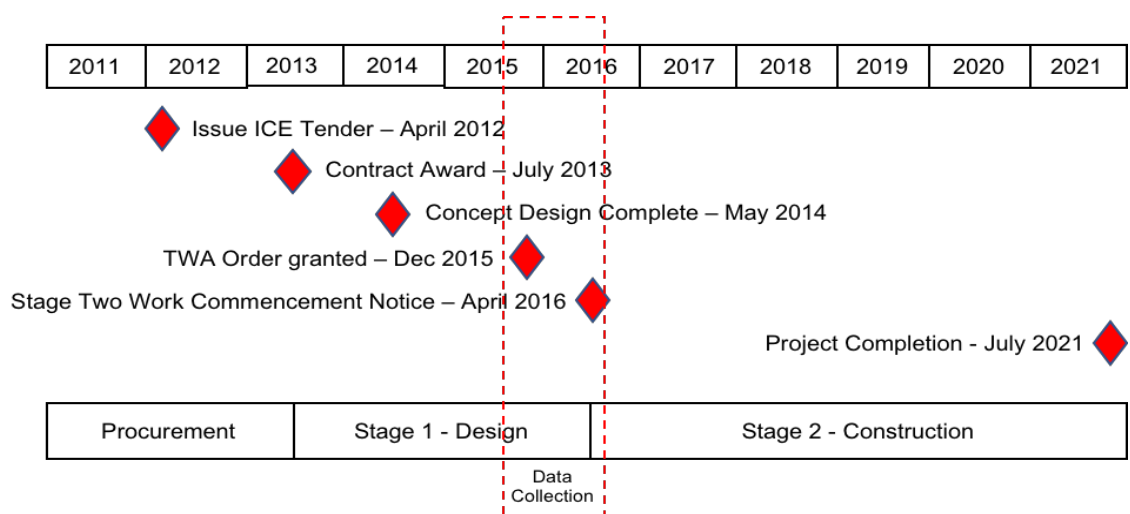 2011 2012 2013 2014 2015 2016 2017 2018 2019 2020 2021
Issue ICE Tender – April 2012
Contract Award – July 2013
Concept Design Complete – May 2014
TWA Order granted – Dec 2015
Stage Two Work Commencement Notice – April 2016
Project Completion - July 2021
Procurement Stage 1 - Design Stage 2 - Construction
Data
Collection